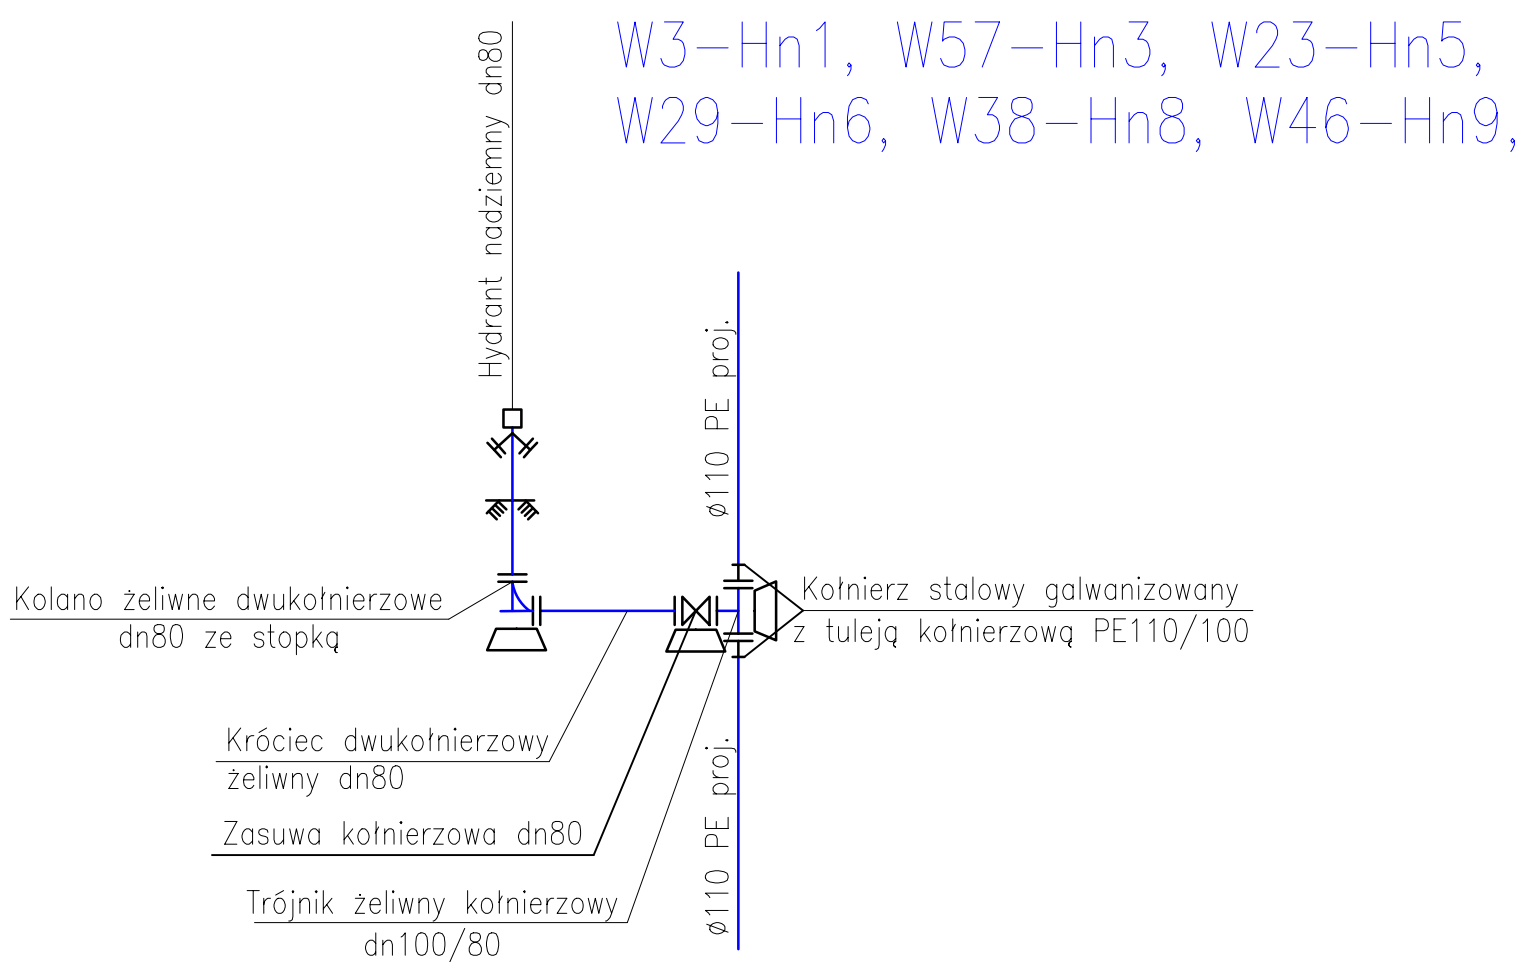 W3-Hn1, W57-Hn3, W23-Hn5,
W29-Hn6, W38-Hn8, W46-Hn9,
Hydrant nadziemny dn80
ø110 PE proj.
Kołnierz stalowy galwanizowany
z tuleją kołnierzową PE110/100
Kolano żeliwne dwukołnierzowe
dn80 ze stopką
Króciec dwukołnierzowy
żeliwny dn80
Zasuwa kołnierzowa dn80
Trójnik żeliwny kołnierzowy
dn100/80
ø110 PE proj.